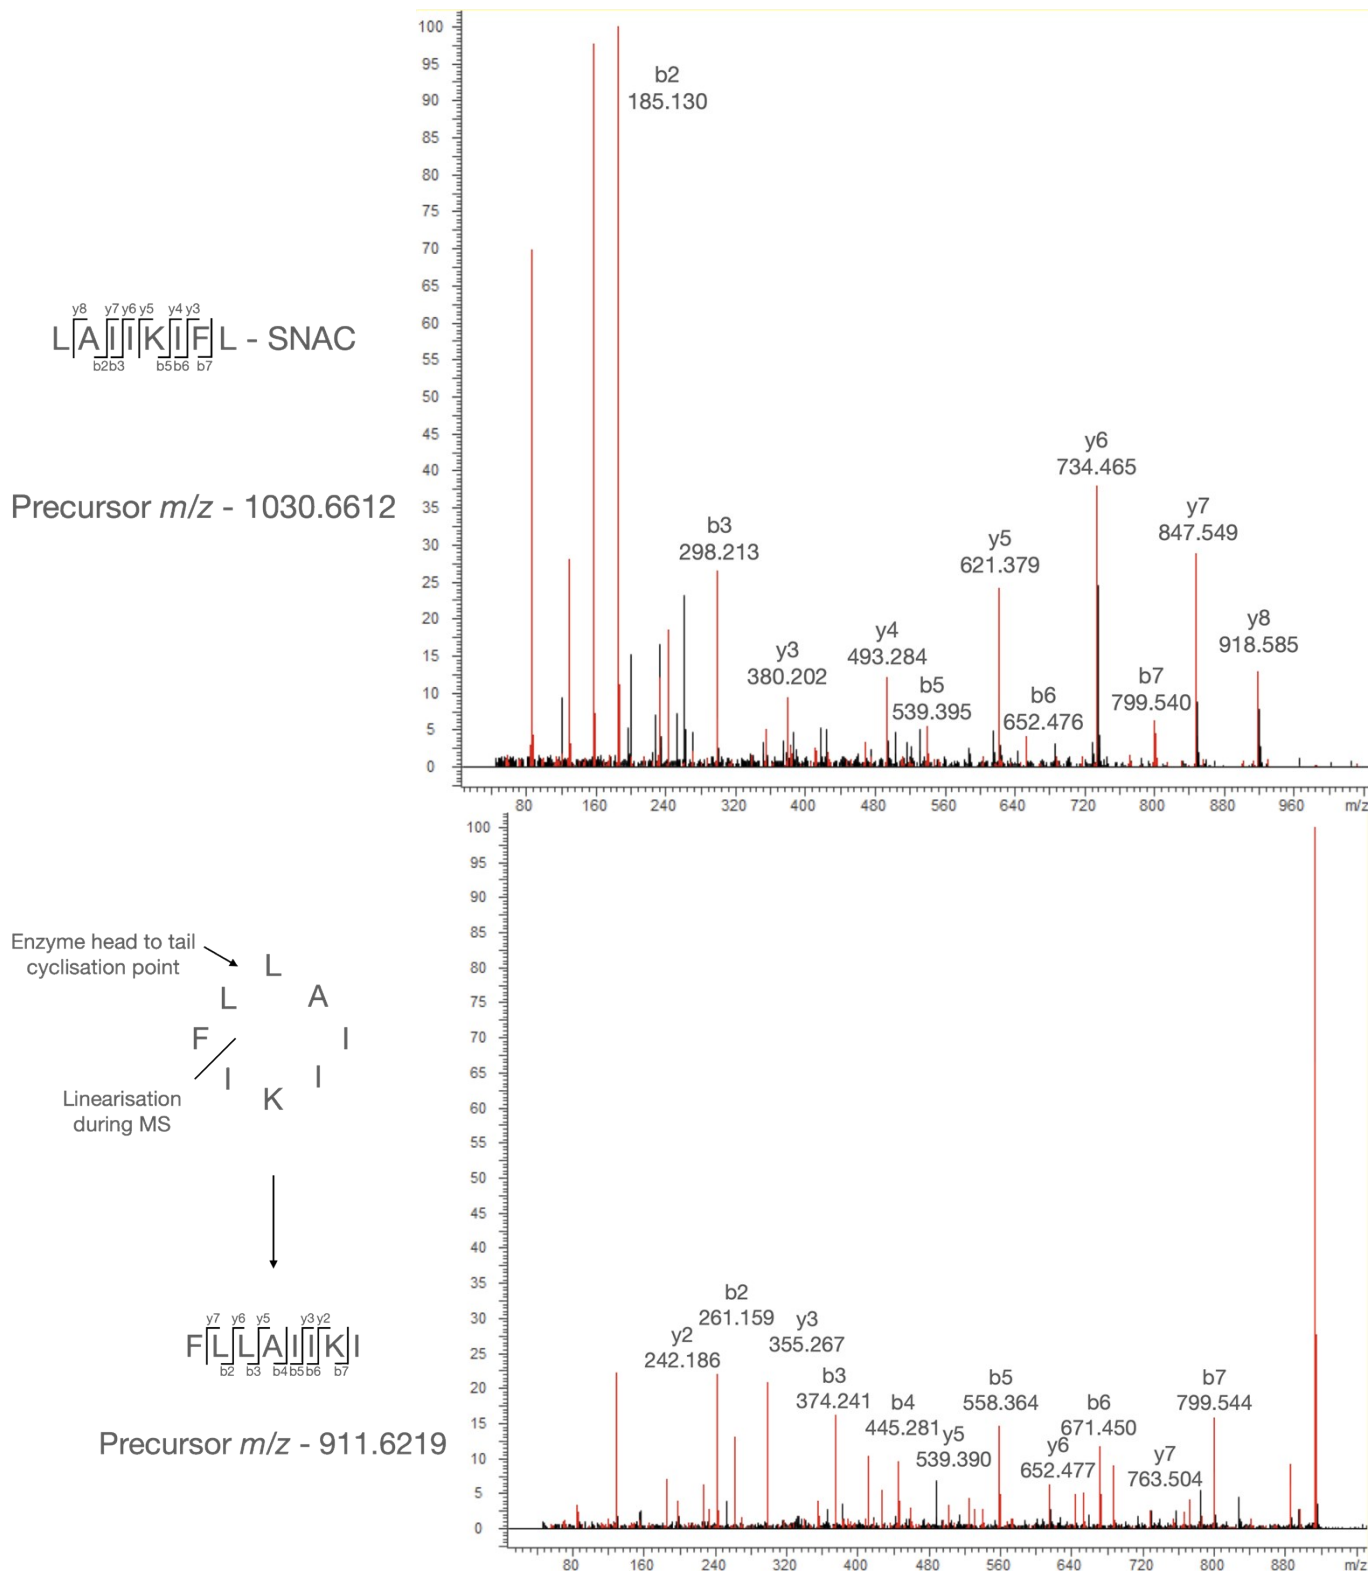 100
95
90
85
80
75
70
65
60
55
50
45
40
35
30
25
20
15
10
5
0
b2
185.130
b3
298.213
y3
380.202
y4
493.284
b5
539.395
y5
621.379
b6
652.476
y6
734.465
b7
799.540
y7
847.549
y8
918.585
80 160 240 320 400 480 560 640 720 800 880 960 m/z
y8 y7 y6 y5 y4 y3
LAIIKIFL - SNAC
b2 b3 b5 b6 b7
Precursor m/z - 1030.6612
100
95
90
85
80
75
70
65
60
55
50
45
40
35
30
25
20
15
10
5
0
y2
242.186
b2
261.159
y3
355.267
b3
374.241
b4
445.281
y5
539.390
b5
558.364
y6
652.477
b6
671.450
y7
763.504
b7
799.544
80 160 240 320 400 480 560 640 720 800 880 m/z
Enzyme head to tail
cyclisation point
L
L A
F I
I I
K
Linearisation
during MS
y7 y6 y5 y3 y2
FLLAIIKI
b2 b3 b4 b5 b6 b7
Precursor m/z - 911.6219